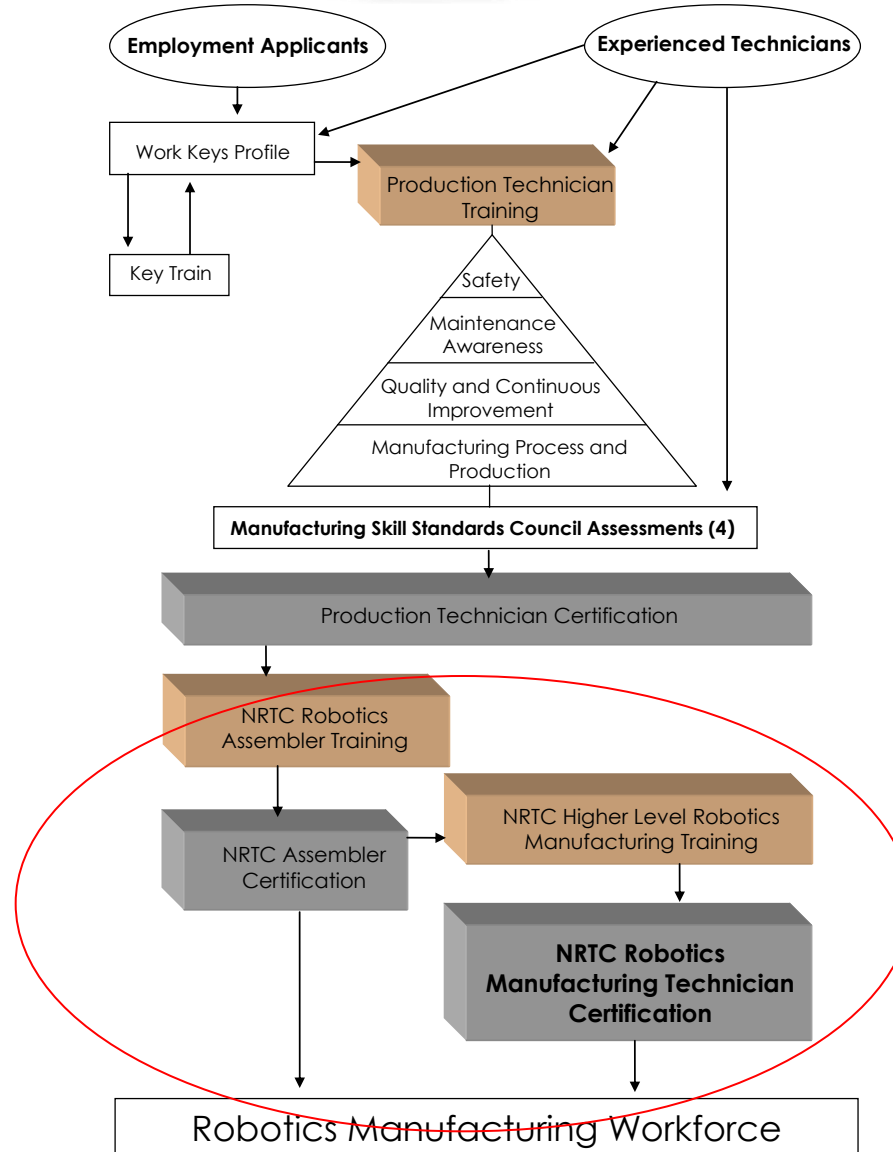 Employment Applicants
Experienced Technicians
Work Keys Profile
Production Technician
Training
Key Train
Safety
Maintenance
Awareness
Quality and Continuous
Improvement
Manufacturing Process and
Production
Manufacturing Skill Standards Council Assessments (4)
Production Technician Certification
NRTC Robotics
Assembler Training
NRTC Higher Level Robotics
Manufacturing Training
NRTC Assembler
Certification
NRTC Robotics
Manufacturing Technician
Certification
Robotics Manufacturing Workforce